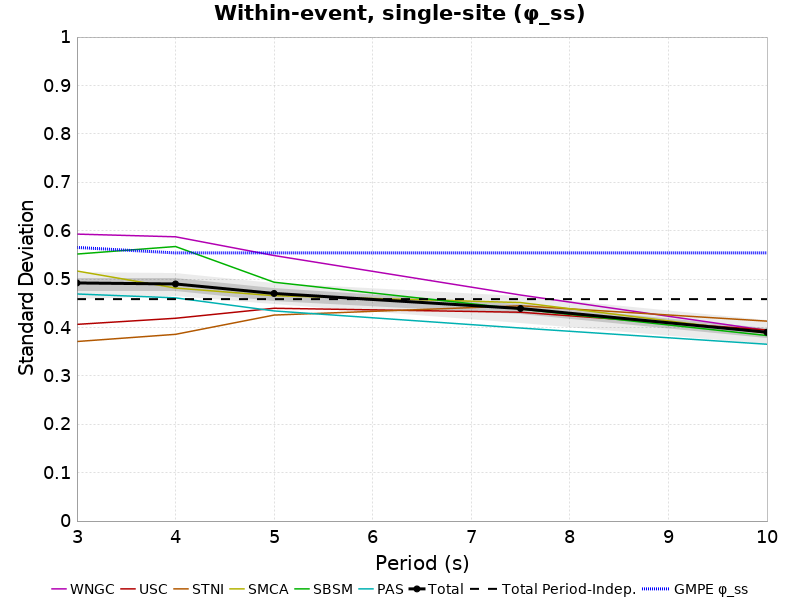 Within-event, single-site (φ_ss)
Standard Deviation
1
0.9
0.8
0.7
0.6
0.5
0.4
0.3
0.2
0.1
0
3 4 5 6 7 8 9 10
Period (s)
WNGC USC STNI SMCA SBSM PAS Total Total Period-Indep. GMPE φ_ss